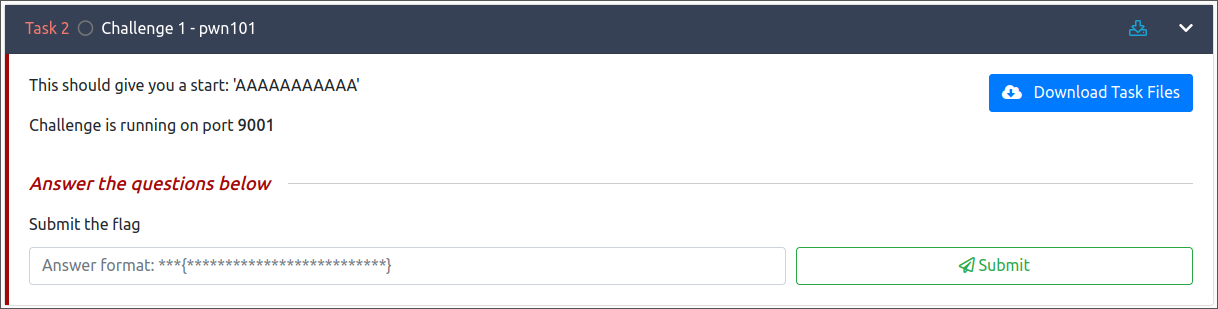 Task 2 Challenge 1 - pwn101
This should give you a start: 'AAAAAAAAAAA'
Download Task Files
Challenge is running on port 9001
Answer the questions below
Submit the flag
Answer format: ***{**************************}
Submit